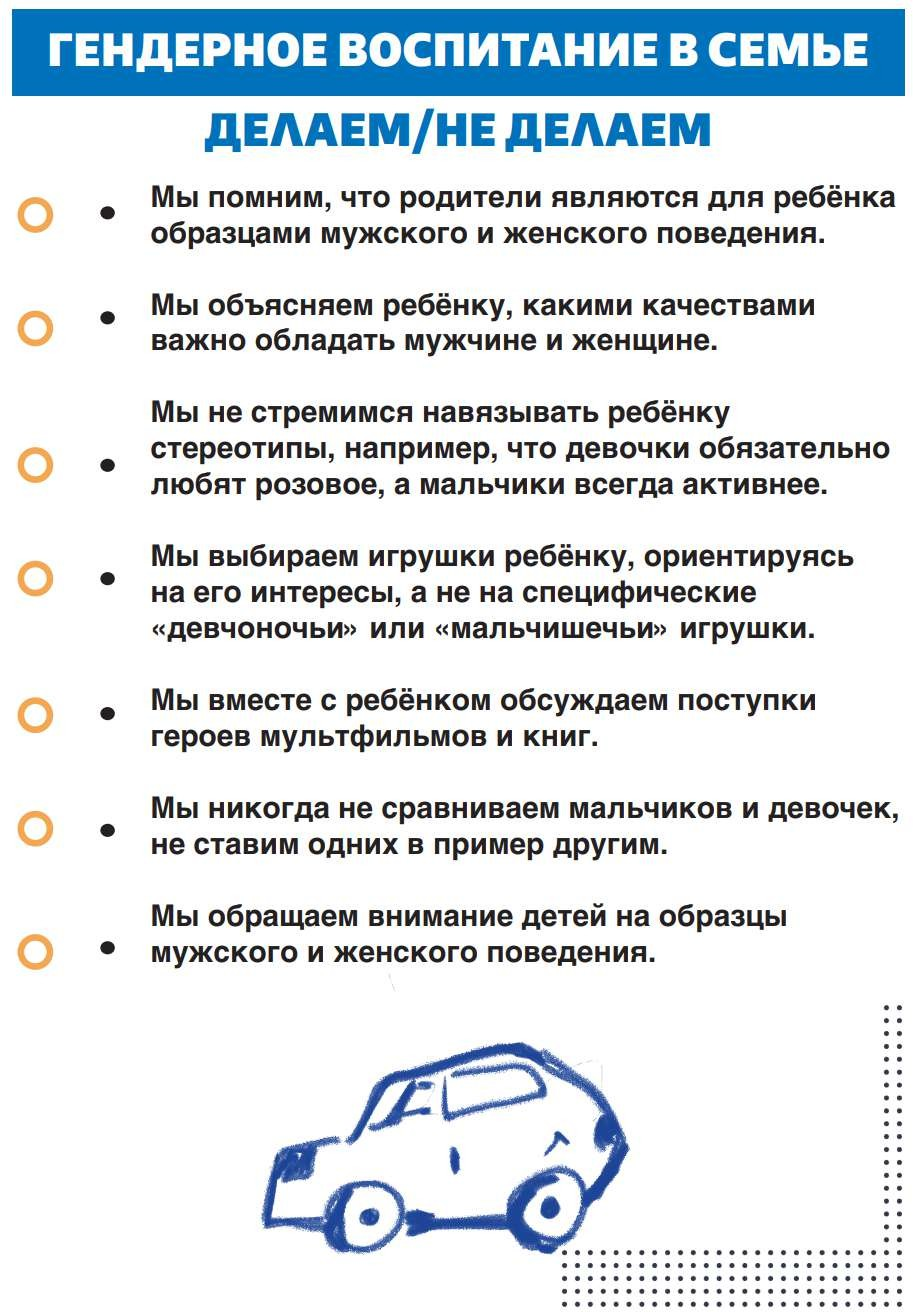 ГЕНДЕРНОЕ ВОСПИТАНИЕ В СЕМЬЕ
ДЕЛАЕМ/НЕ ДЕЛАЕМ
• Мы помним, что родители являются для ребёнка
образцами мужского и женского поведения.
• Мы объясняем ребёнку, какими качествами
важно обладать мужчине и женщине.
• Мы не стремимся навязывать ребёнку
стереотипы, например, что девочки обязательно
любят розовое, а мальчики всегда активнее.
• Мы выбираем игрушки ребёнку, ориентируясь
на его интересы, а не на специфические
«девчоночьи» или «мальчишечьи» игрушки.
• Мы вместе с ребёнком обсуждаем поступки
героев мультфильмов и книг.
• Мы никогда не сравниваем мальчиков и девочек,
не ставим одних в пример другим.
• Мы обращаем внимание детей на образцы
мужского и женского поведения.